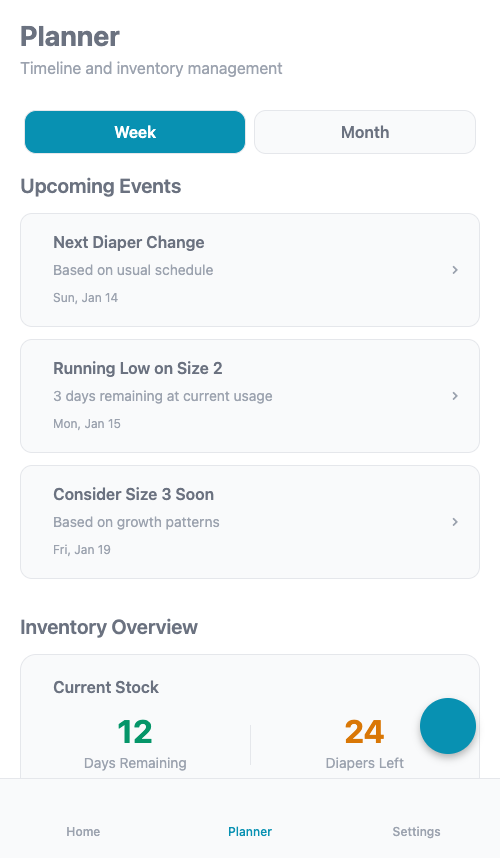 Planner
Timeline and inventory management
Week
Month
Upcoming Events
Next Diaper Change
Based on usual schedule
Sun, Jan 14
Running Low on Size 2
3 days remaining at current usage
Mon, Jan 15
Consider Size 3 Soon
Based on growth patterns
Fri, Jan 19
Inventory Overview
Current Stock
12
Days Remaining
24
Diapers Left
Home
Planner
Settings